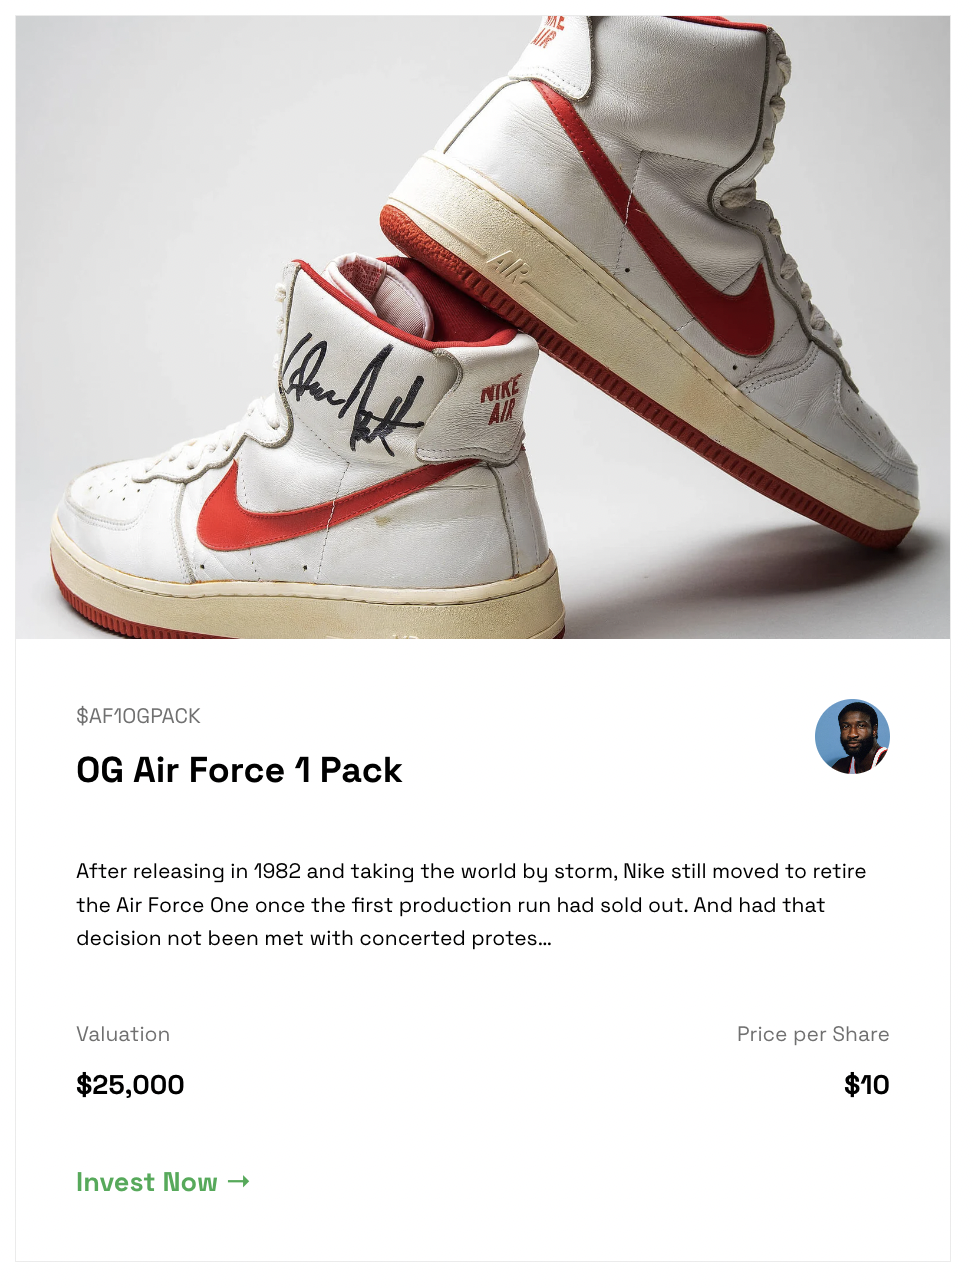 NIKE
AIR
AIR
NIKE
AIR
$AF1OGPACK
OG Air Force 1 Pack
After releasing in 1982 and taking the world by storm, Nike still moved to retire
the Air Force One once the first production run had sold out. And had that
decision not been met with concerted protes...
Valuation
Price per Share
$25,000
$10
Invest Now →